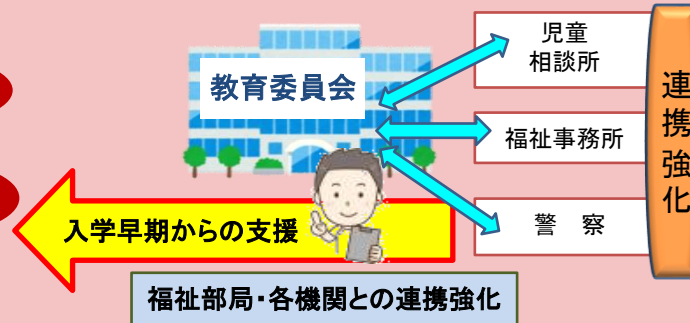 教育委員会
児童
相談所
福祉事務所
警　察
連携強化
入学早期からの支援
福祉部局・各機関との連携強化